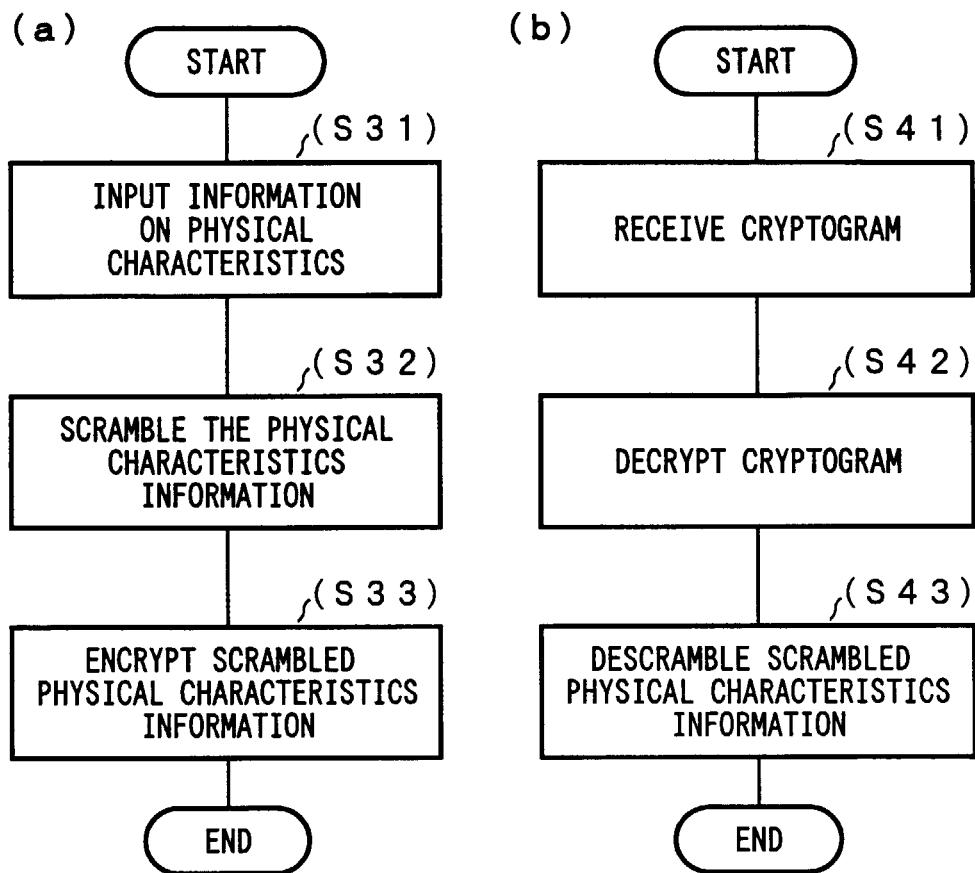 (a)
START
(S31)
INPUT INFORMATION
ON PHYSICAL
CHARACTERISTICS
(S32)
SCRAMBLE THE PHYSICAL
CHARACTERISTICS
INFORMATION
(S33)
ENCRYPT SCRAMBLED
PHYSICAL CHARACTERISTICS
INFORMATION
END
(b)
START
(S41)
RECEIVE CRYPTOGRAM
(S42)
DECRYPT CRYPTOGRAM
(S43)
DESCRAMBLE SCRAMBLED
PHYSICAL CHARACTERISTICS
INFORMATION
END